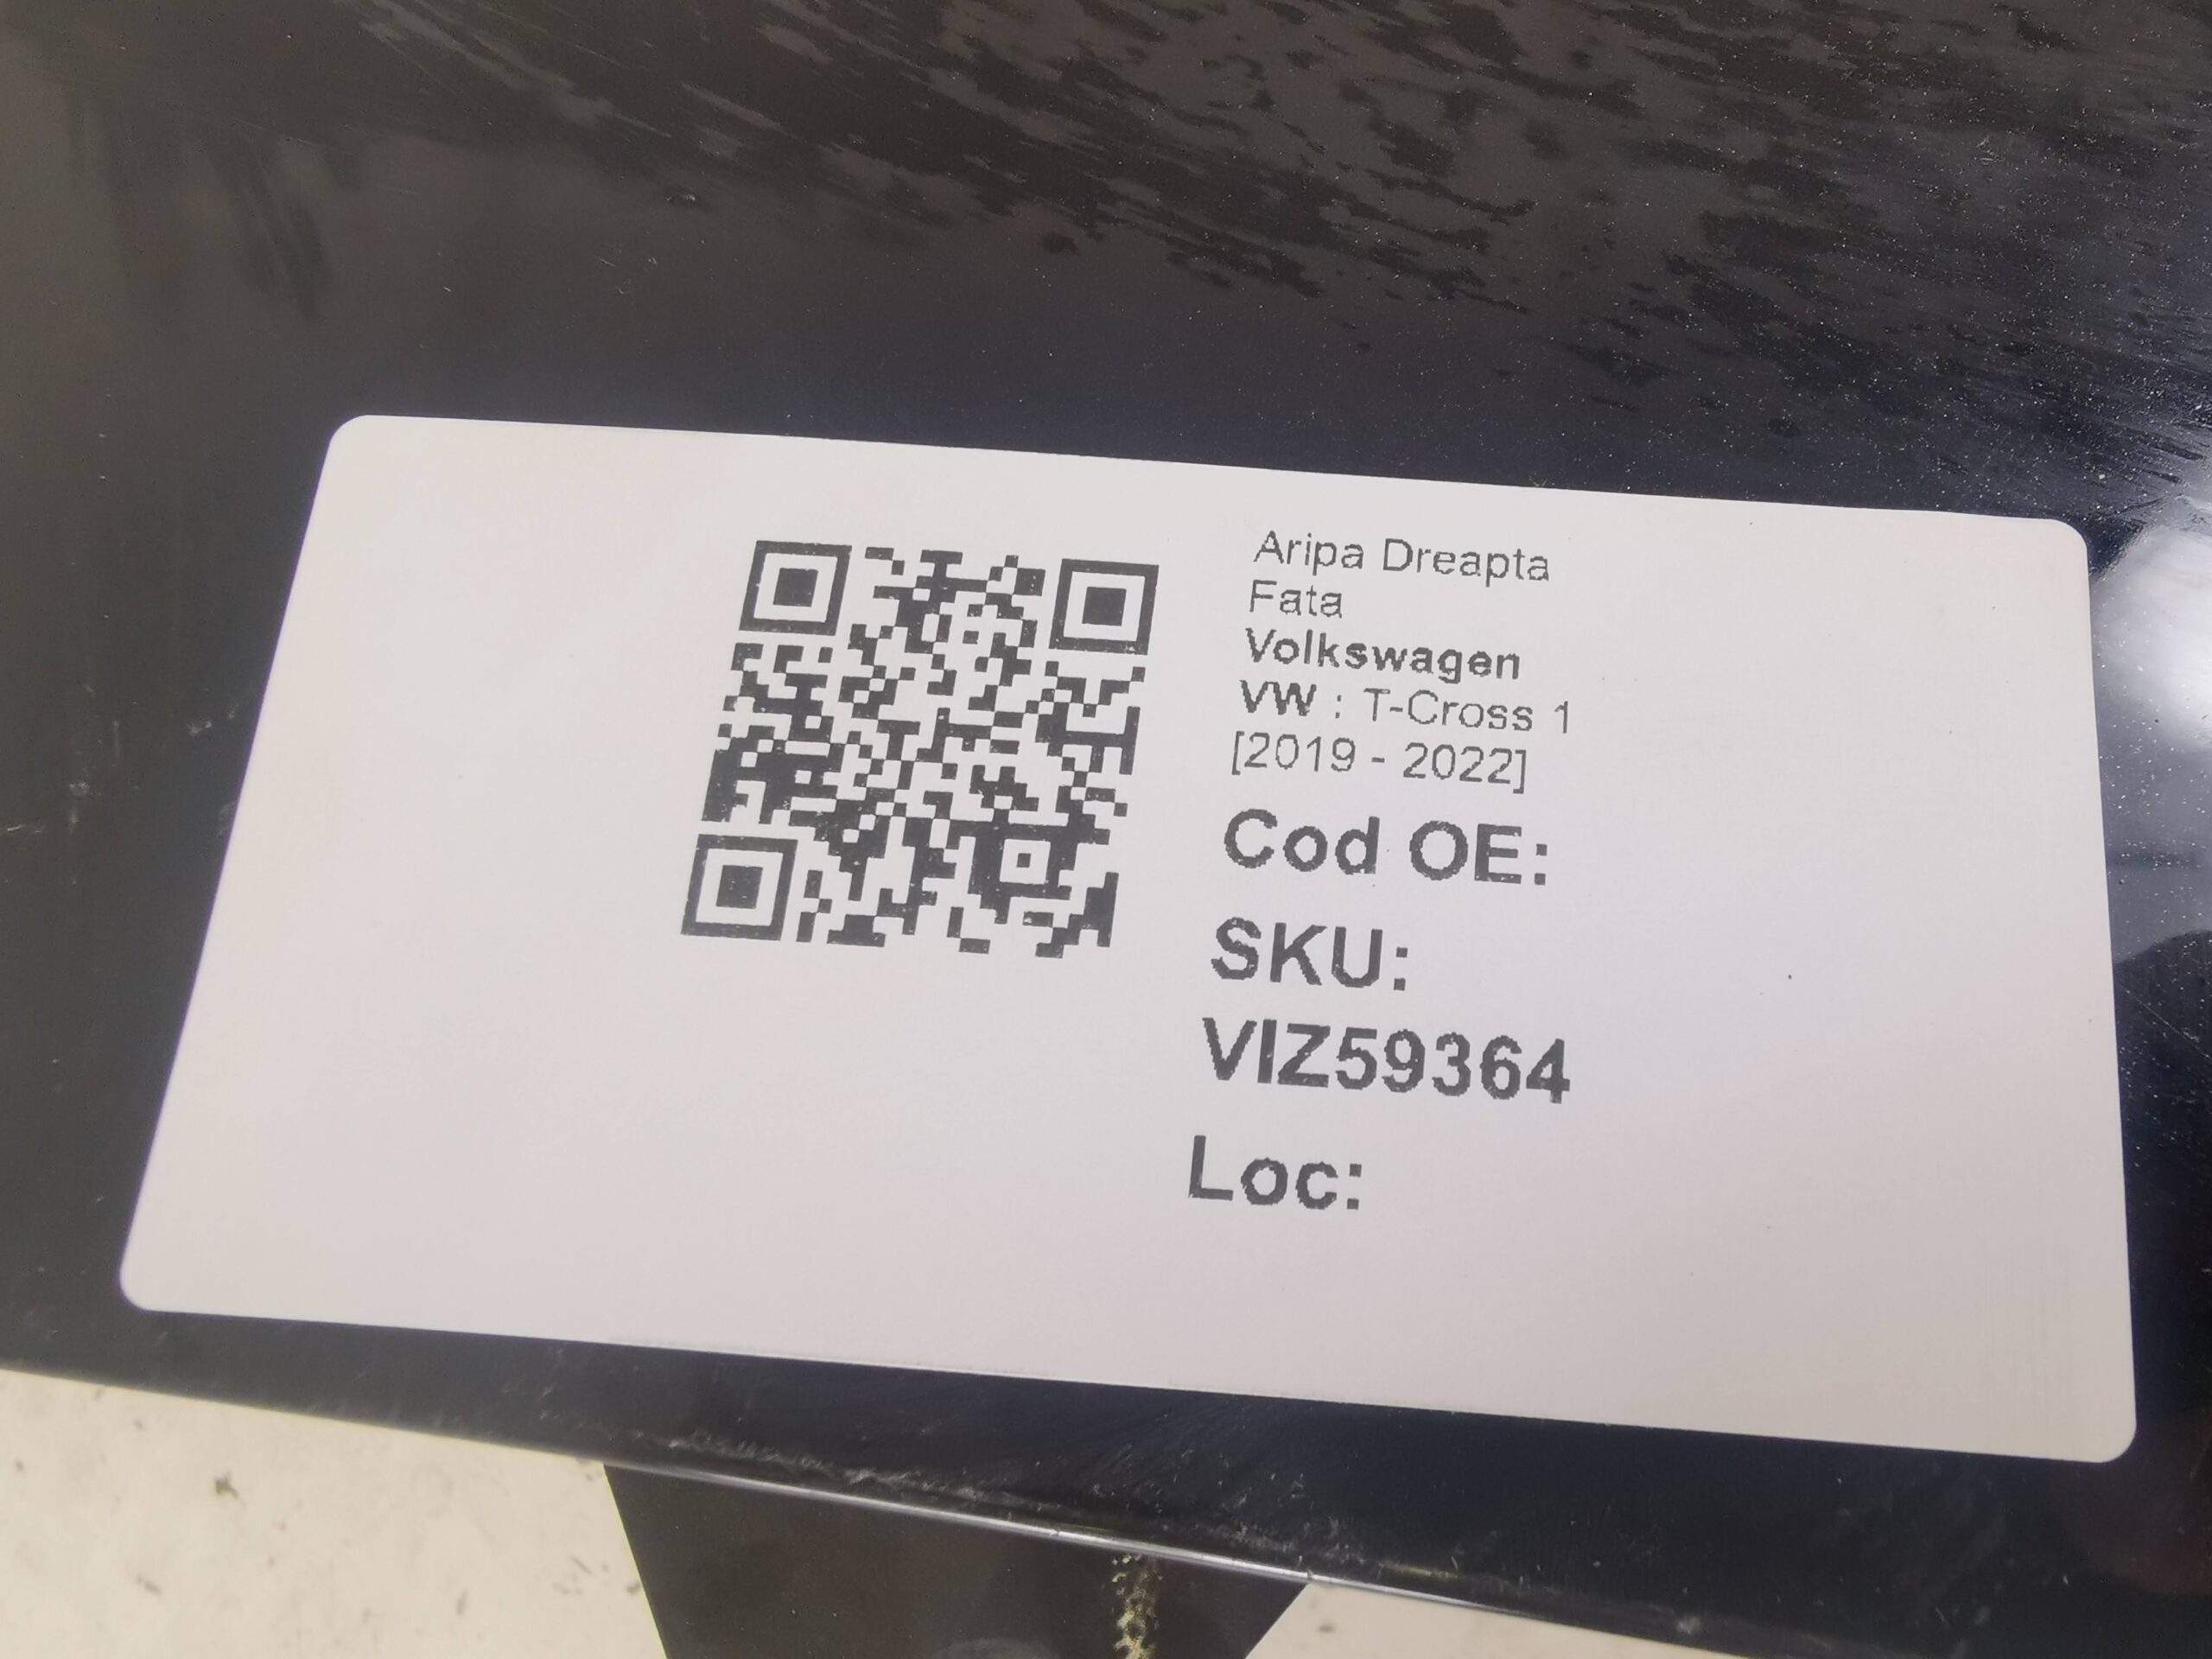 Aripa Dreapta
Fata
Volkswagen
VW : T-Cross 1
[2019 - 2022]
Cod OE:
SKU:
VIZ59364
Loc: